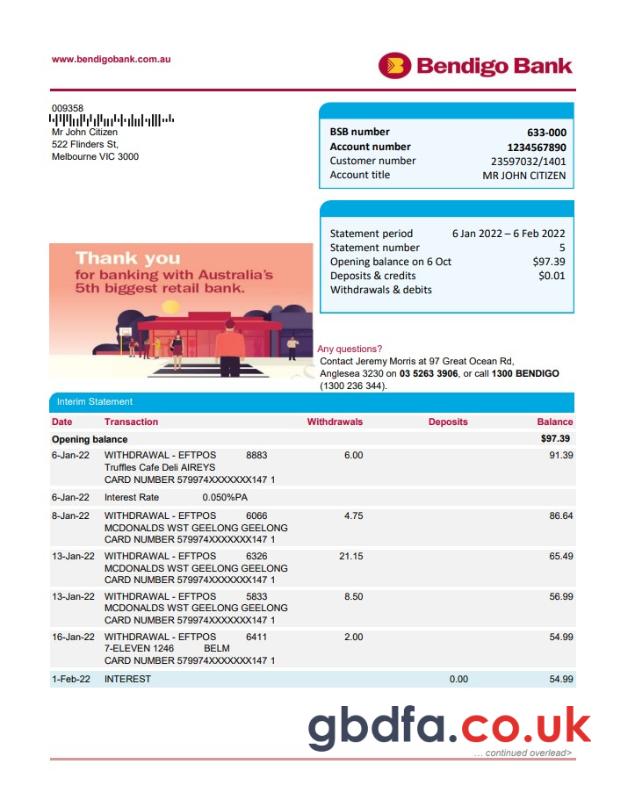 www.bendigobank.com.au
Bendigo Bank
009358
Mr John Citizen
522 Flinders St,
Melbourne VIC 3000
BSB number 633-000
Account number 1234567890
Customer number 23597032/1401
Account title MR JOHN CITIZEN
Statement period 6 Jan 2022 – 6 Feb 2022
Statement number 5
Opening balance on 6 Oct $97.39
Deposits & credits $0.01
Withdrawals & debits
Thank you
for banking with Australia's
5th biggest retail bank.
Any questions?
Contact Jeremy Morris at 97 Great Ocean Rd,
Anglesea 3230 on 03 5263 3906, or call 1300 BENDIGO
(1300 236 344).
Interim Statement
Date Transaction Withdrawals Deposits Balance
Opening balance $97.39
6-Jan-22 WITHDRAWAL - EFTPOS 8883 6.00 91.39
Truffles Cafe Deli AIREYS
CARD NUMBER 579974XXXXXXX147 1
6-Jan-22 Interest Rate 0.050%PA
8-Jan-22 WITHDRAWAL - EFTPOS 6066 4.75 86.64
MCDONALDS WST GEELONG GEELONG
CARD NUMBER 579974XXXXXXX147 1
13-Jan-22 WITHDRAWAL - EFTPOS 6326 21.15 65.49
MCDONALDS WST GEELONG GEELONG
CARD NUMBER 579974XXXXXXX147 1
13-Jan-22 WITHDRAWAL - EFTPOS 5833 8.50 56.99
MCDONALDS WST GEELONG GEELONG
CARD NUMBER 579974XXXXXXX147 1
16-Jan-22 WITHDRAWAL - EFTPOS 6411 2.00 54.99
7-ELEVEN 1246 BELM
CARD NUMBER 579974XXXXXXX147 1
1-Feb-22 INTEREST 0.00 54.99
gbdfa.co.uk
... continued overlead>